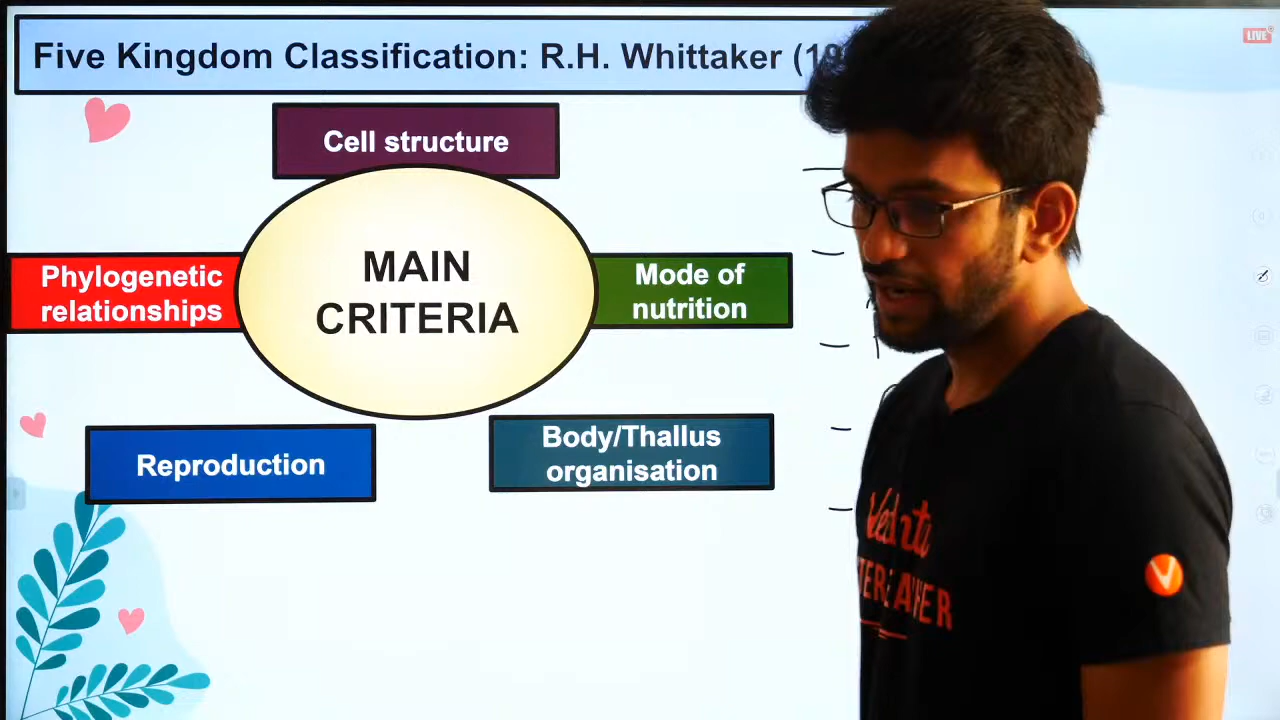 Five Kingdom Classification: R.H. Whittaker
LIVE
Cell structure
Phylogenetic
relationships
MAIN
CRITERIA
Mode of
nutrition
Reproduction
Body/Thallus
organisation